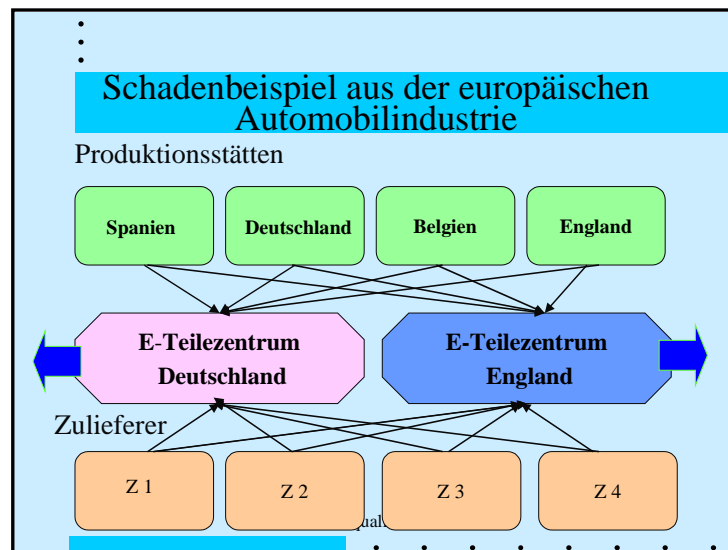 Schadenbeispiel aus der europäischen
Automobilindustrie
Produktionsstätten
Spanien
Deutschland
Belgien
England
E-Teilezentrum
Deutschland
E-Teilezentrum
England
Zulieferer
Z 1
Z 2
Z 3
Z 4